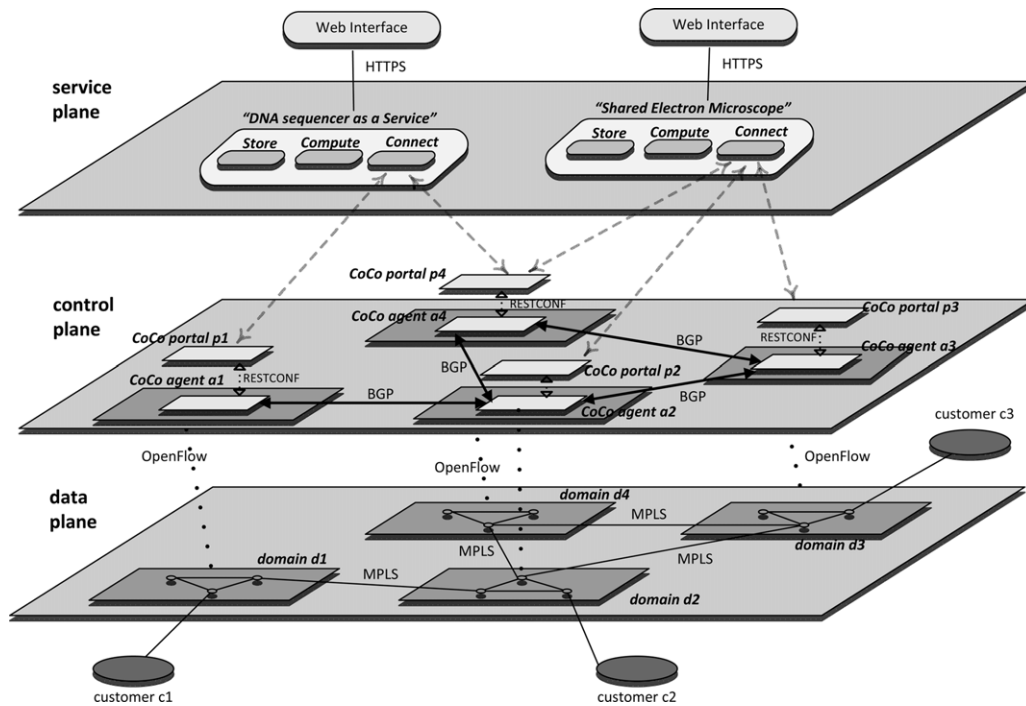 Web Interface
Web Interface
HTTPS
HTTPS
service
plane
"DNA sequencer as a Service"
"Shared Electron Microscope"
Store
Compute
Connect
Store
Compute
Connect
CoCo portal p4
control
plane
RESTCONF
CoCo portal p3
CoCo agent a4
CoCo portal p1
BGP
RESTCONF
CoCo agent a3
BGP
CoCo portal p2
CoCo agent a1
RESTCONF
BGP
BGP
CoCo agent a2
customer c3
OpenFlow
OpenFlow
OpenFlow
data
plane
domain d4
MPLS
domain d3
MPLS
MPLS
domain d1
MPLS
domain d2
customer c1
customer c2